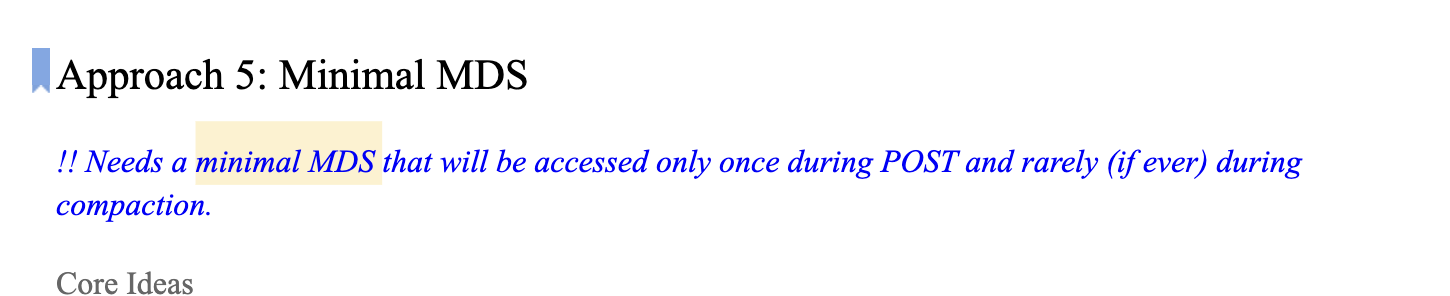 Approach 5: Minimal MDS
!! Needs a minimal MDS that will be accessed only once during POST and rarely (if ever) during
compaction.
Core Ideas